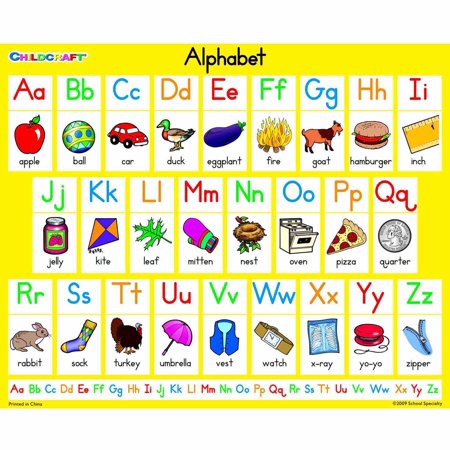 CHILDCRAFT
Alphabet
Aa Bb Cc Dd Ee Ff Gg Hh Ii
apple ball car duck eggplant fire goat hamburger inch
Jj Kk Ll Mm Nn Oo Pp Qq
jelly kite leaf mitten nest oven pizza quarter
Rr Ss Tt Uu Vv Ww Xx Yy Zz
rabbit sock turkey umbrella vest watch x-ray yo-yo zipper
Aa Bb Cc Dd Ee Ff Gg Hh Ii Jj Kk Ll Mm Nn Oo Pp Qq Rr Ss Tt Uu Vv Ww Xx Yy Zz
Printed in China ©2009 School Specialty